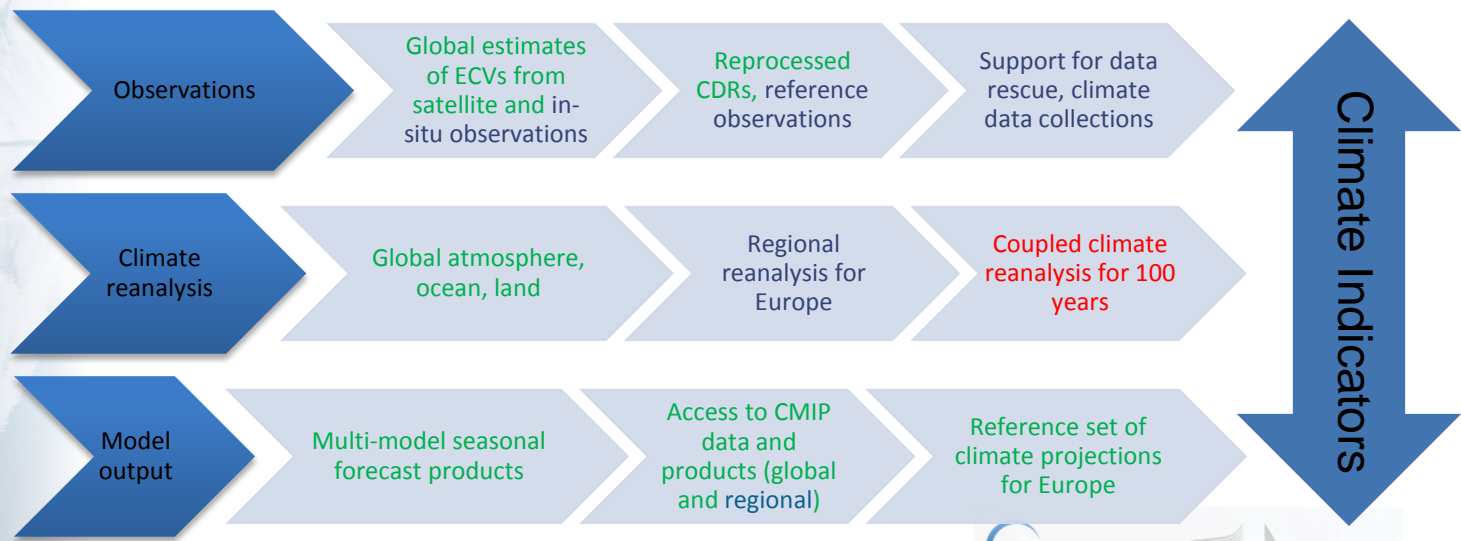 Observations
Global estimates
of ECVs from
satellite and in-
situ observations
Reprocessed
CDRs, reference
observations
Support for data
rescue, climate
data collections
Climate
reanalysis
Global atmosphere,
ocean, land
Regional
reanalysis for
Europe
Coupled climate
reanalysis for 100
years
Model
output
Multi-model seasonal
forecast products
Access to CMIP
data and
products (global
and regional)
Reference set of
climate projections
for Europe
Climate Indicators